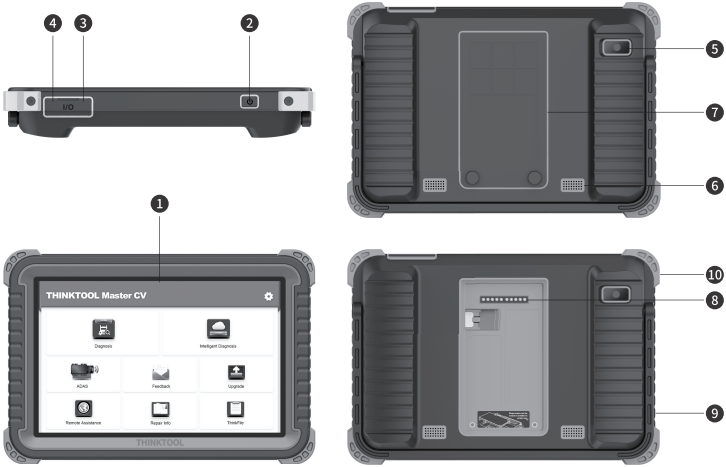 4
3
2
I/O
5
7
6
1
THINKTOOL Master CV
Diagnosis
Intelligent Diagnosis
ADAS
Feedback
Upgrade
Remote Assistance
Repair Info
ThinkFile
THINKTOOL
10
8
9